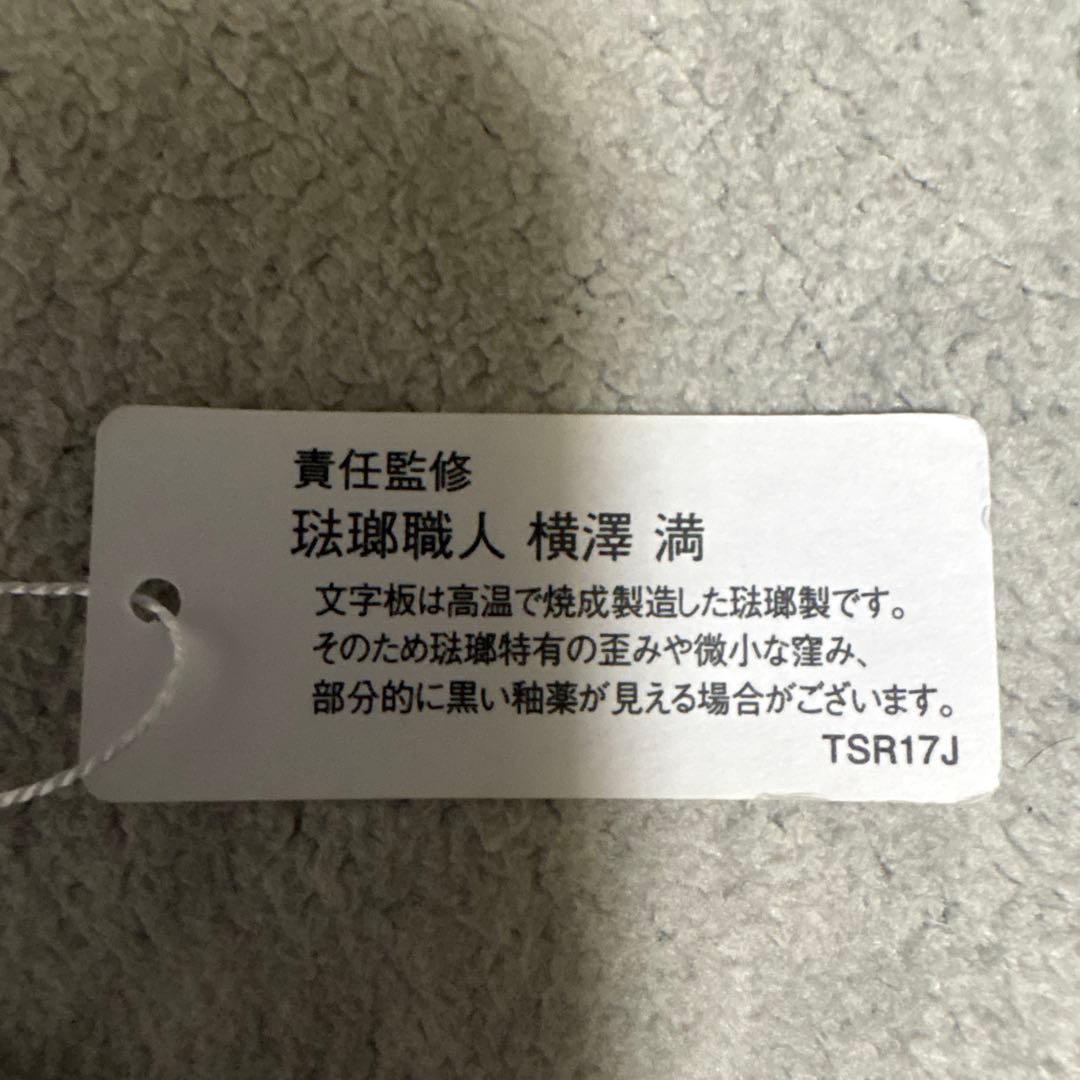 責任監修
琺瑯職人 横澤 満
文字板は高温で焼成製造した琺瑯製です。
そのため琺瑯特有の歪みや微小な窪み、
部分的に黒い釉薬が見える場合がございます。
TSR17J